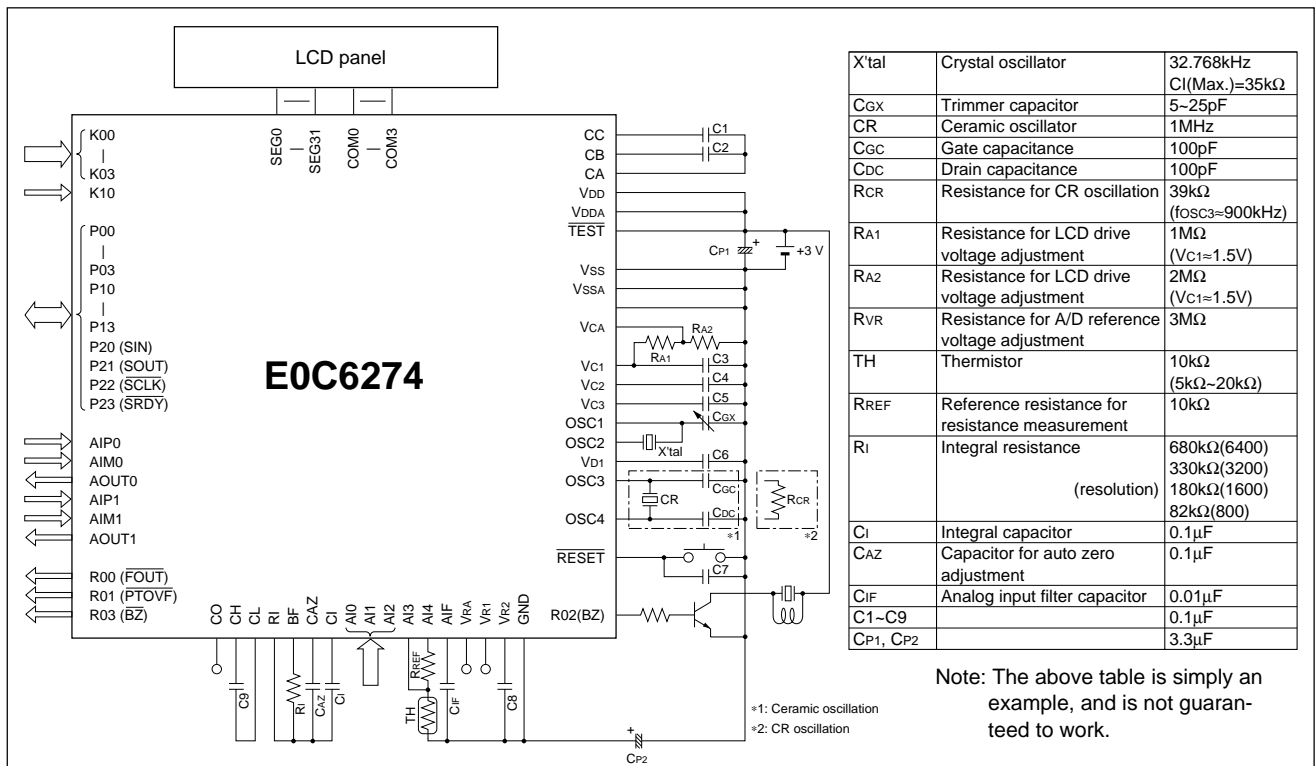 LCD panel
SEG0
SEG31
COM0
COM3
E0C6274
K00
K03
K10
P00
P03
P10
P13
P20 (SIN)
P21 (SOUT)
P22 (SCLK)
P23 (SRDY)
AIP0
AIM0
AOUT0
AIP1
AIM1
AOUT1
R00 (FOUT)
R01 (PTOVF)
R03 (BZ)
CO
CH
CL
RI
BF
CAZ
CI
AI0
AI1
AI2
AI3
AI4
AIF
VRA
VR1
VR2
GND
CC
CB
CA
VDD
VDDA
TEST
VSS
VSSA
VCA
VC1
VC2
VC3
OSC1
OSC2
VD1
OSC3
OSC4
RESET
R02(BZ)
C1
C2
CP1
+
+3 V
RA2
RA1
C3
C4
C5
CGX
X'tal
C6
CGC
CR
CDC
*1
RCR
*2
C7
C9
RI
CAZ
CI
RREF
TH
CIF
C8
+
CP2
*1: Ceramic oscillation
*2: CR oscillation
X'tal Crystal oscillator 32.768kHz
CI(Max.)=35kΩ
CGX Trimmer capacitor 5~25pF
CR Ceramic oscillator 1MHz
CGC Gate capacitance 100pF
CDC Drain capacitance 100pF
RCR Resistance for CR oscillation 39kΩ
(fOSC3≈900kHz)
RA1 Resistance for LCD drive 1MΩ
voltage adjustment (VC1≈1.5V)
RA2 Resistance for LCD drive 2MΩ
voltage adjustment (VC1≈1.5V)
RVR Resistance for A/D reference 3MΩ
voltage adjustment
TH Thermistor 10kΩ
(5kΩ~20kΩ)
RREF Reference resistance for 10kΩ
resistance measurement
RI Integral resistance 680kΩ(6400)
330kΩ(3200)
(resolution) 180kΩ(1600)
82kΩ(800)
CI Integral capacitor 0.1µF
CAZ Capacitor for auto zero 0.1µF
adjustment
CIF Analog input filter capacitor 0.01µF
C1~C9 0.1µF
CP1, CP2 3.3µF
Note: The above table is simply an
example, and is not guaran-
teed to work.